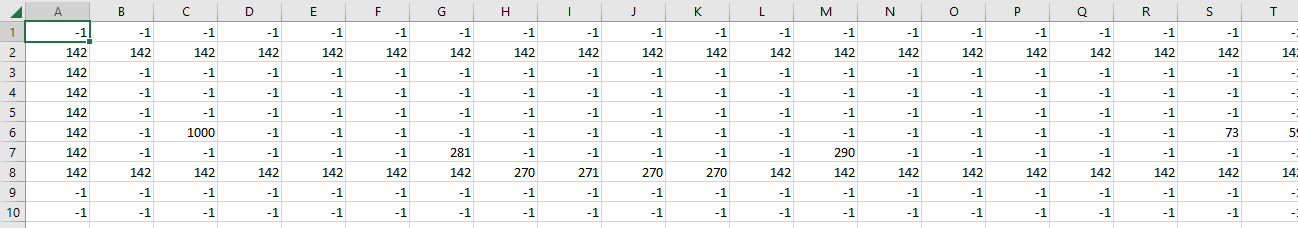 A B C D E F G H I J K L M N O P Q R S T
1 -1 -1 -1 -1 -1 -1 -1 -1 -1 -1 -1 -1 -1 -1 -1 -1 -1 -1 -1
2 142 142 142 142 142 142 142 142 142 142 142 142 142 142 142 142 142 142 142
3 142 -1 -1 -1 -1 -1 -1 -1 -1 -1 -1 -1 -1 -1 -1 -1 -1 -1 -1
4 142 -1 -1 -1 -1 -1 -1 -1 -1 -1 -1 -1 -1 -1 -1 -1 -1 -1 -1
5 142 -1 -1 -1 -1 -1 -1 -1 -1 -1 -1 -1 -1 -1 -1 -1 -1 -1 -1
6 142 -1 1000 -1 -1 -1 -1 -1 -1 -1 -1 -1 -1 -1 -1 -1 -1 -1 73
7 142 -1 -1 -1 -1 -1 281 -1 -1 -1 -1 -1 290 -1 -1 -1 -1 -1 -1
8 142 142 142 142 142 142 142 270 271 270 270 142 142 142 142 142 142 142 142
9 -1 -1 -1 -1 -1 -1 -1 -1 -1 -1 -1 -1 -1 -1 -1 -1 -1 -1 -1
10 -1 -1 -1 -1 -1 -1 -1 -1 -1 -1 -1 -1 -1 -1 -1 -1 -1 -1 -1